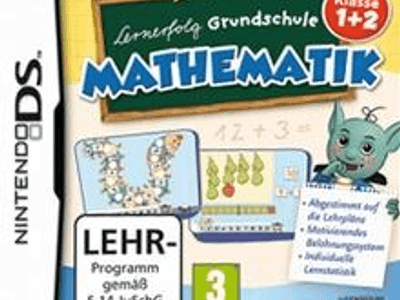 Lernerfolg Grundschule
Klasse
1+2
MATHEMATIK
NINTENDO DS
12+3=
• Abgestimmt auf
die Lehrpläne
• Motivierendes
Belohnungssystem
• Individuelle
Lernstatistik
LEHR-
Programm
gemäß
§ 14 JuSchG
3